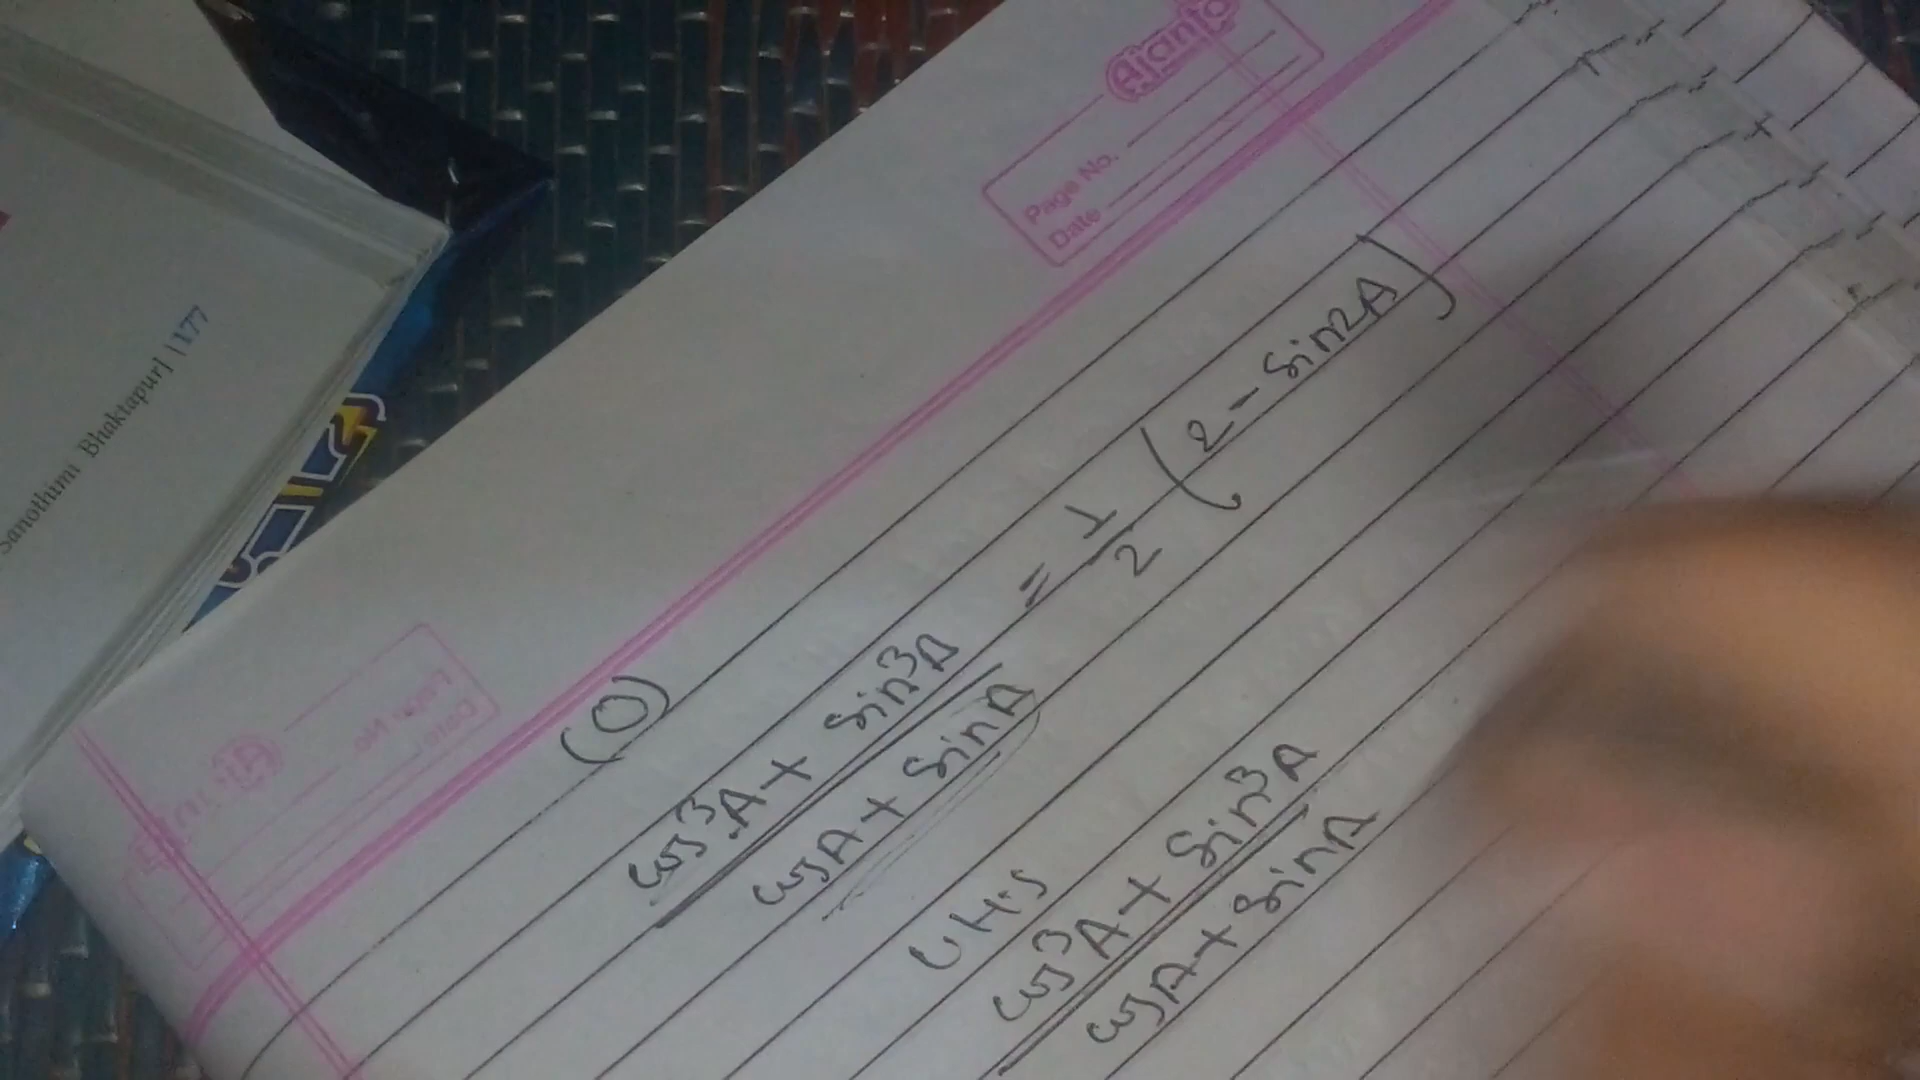 Ajanta
Page No.
Date
(0)
cos³A + sin³A / cosA + sinA = 1/2 (2 - sin2A)
LHS
cos³A + sin³A / cosA + sinA
Sanothimi Bhaktapur] | 177